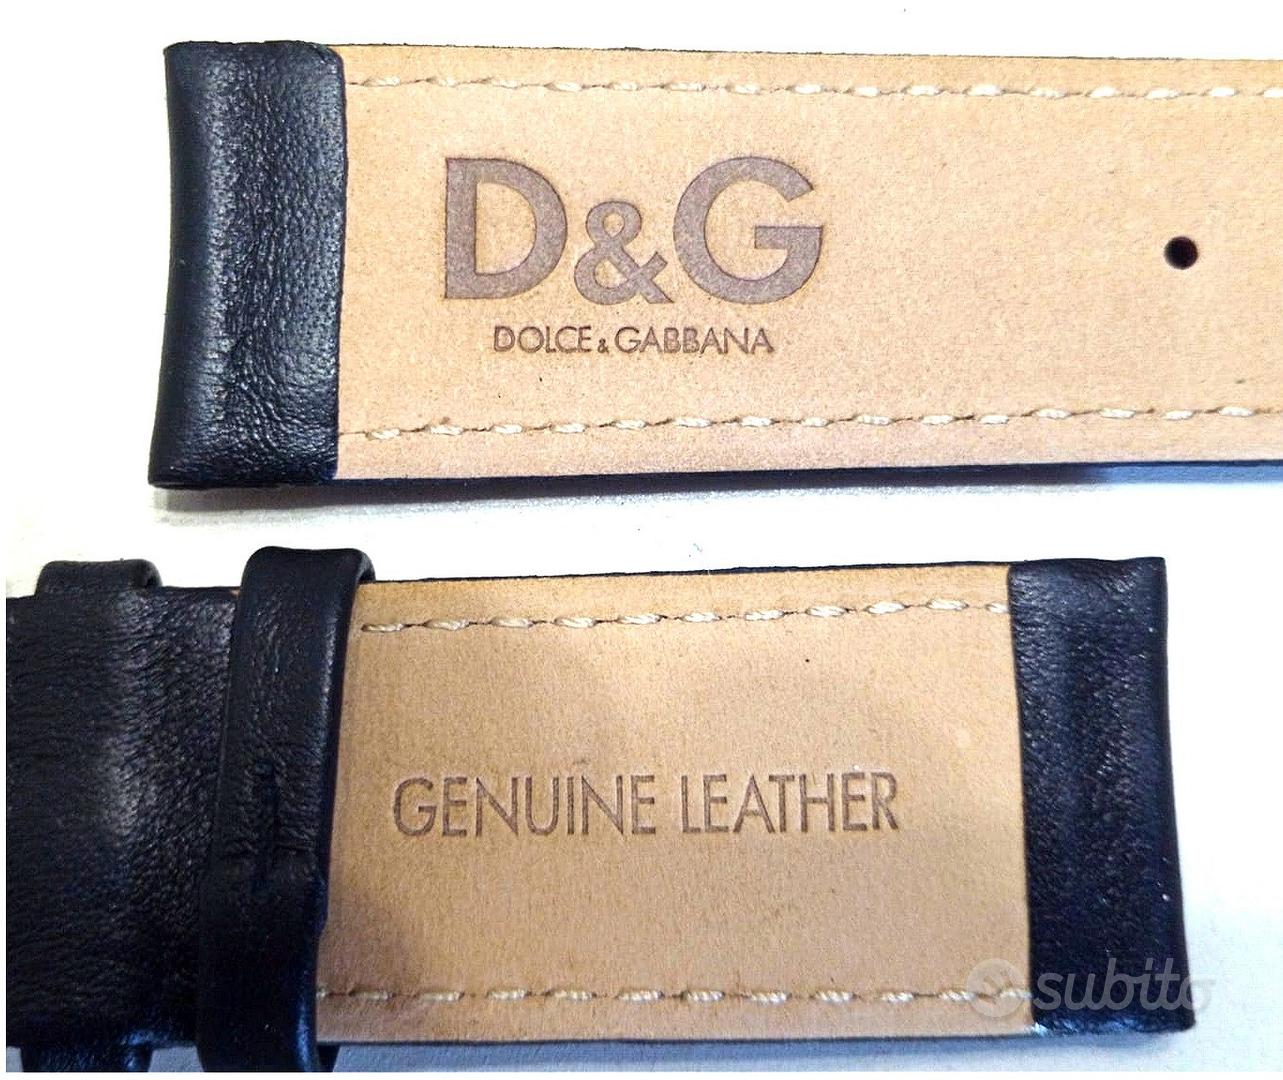 D&G
DOLCE & GABBANA
GENUINE LEATHER
subito